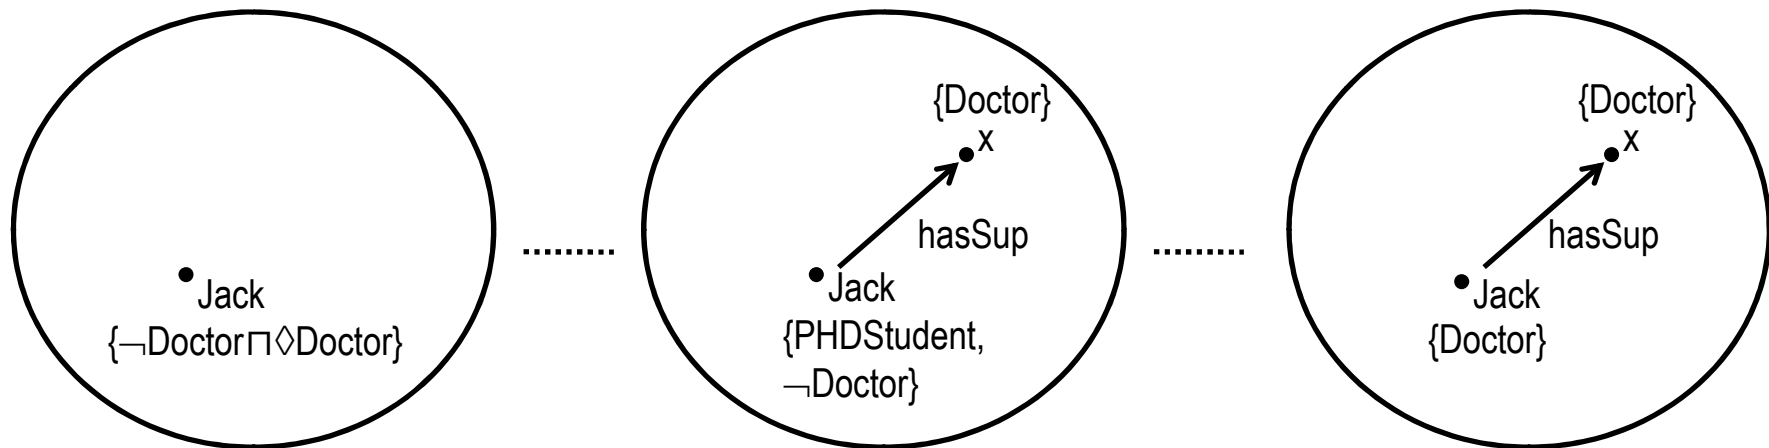 Jack
{¬Doctor⊓◊Doctor}
.........
{Doctor}
x
hasSup
Jack
{PHDStudent,
¬Doctor}
.........
{Doctor}
x
hasSup
Jack
{Doctor}